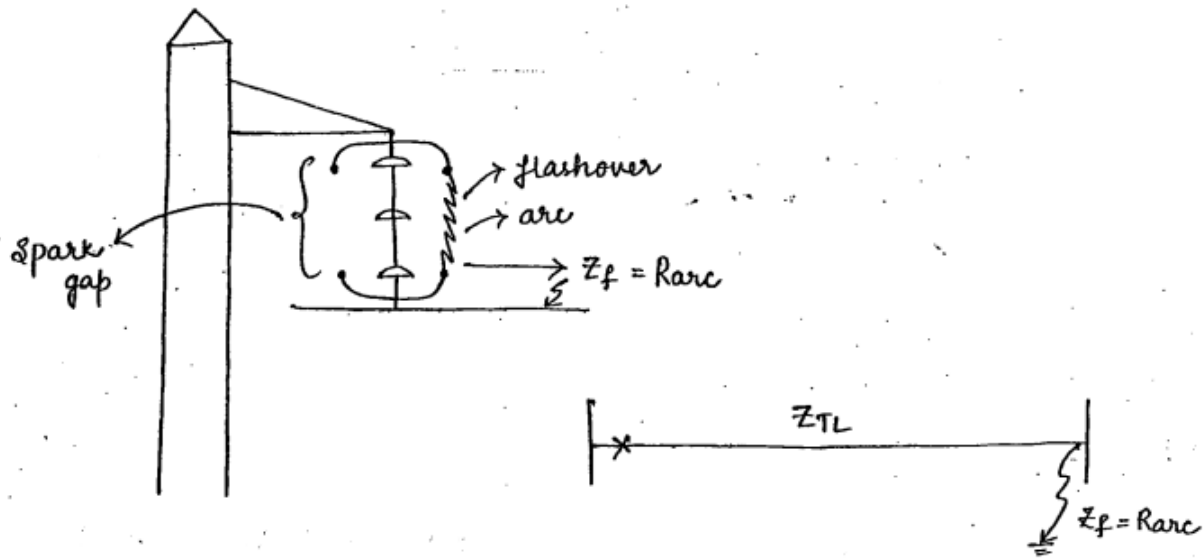 flashover
arc
Spark
gap
Zf = Rarc
ZTL
Zf = Rarc